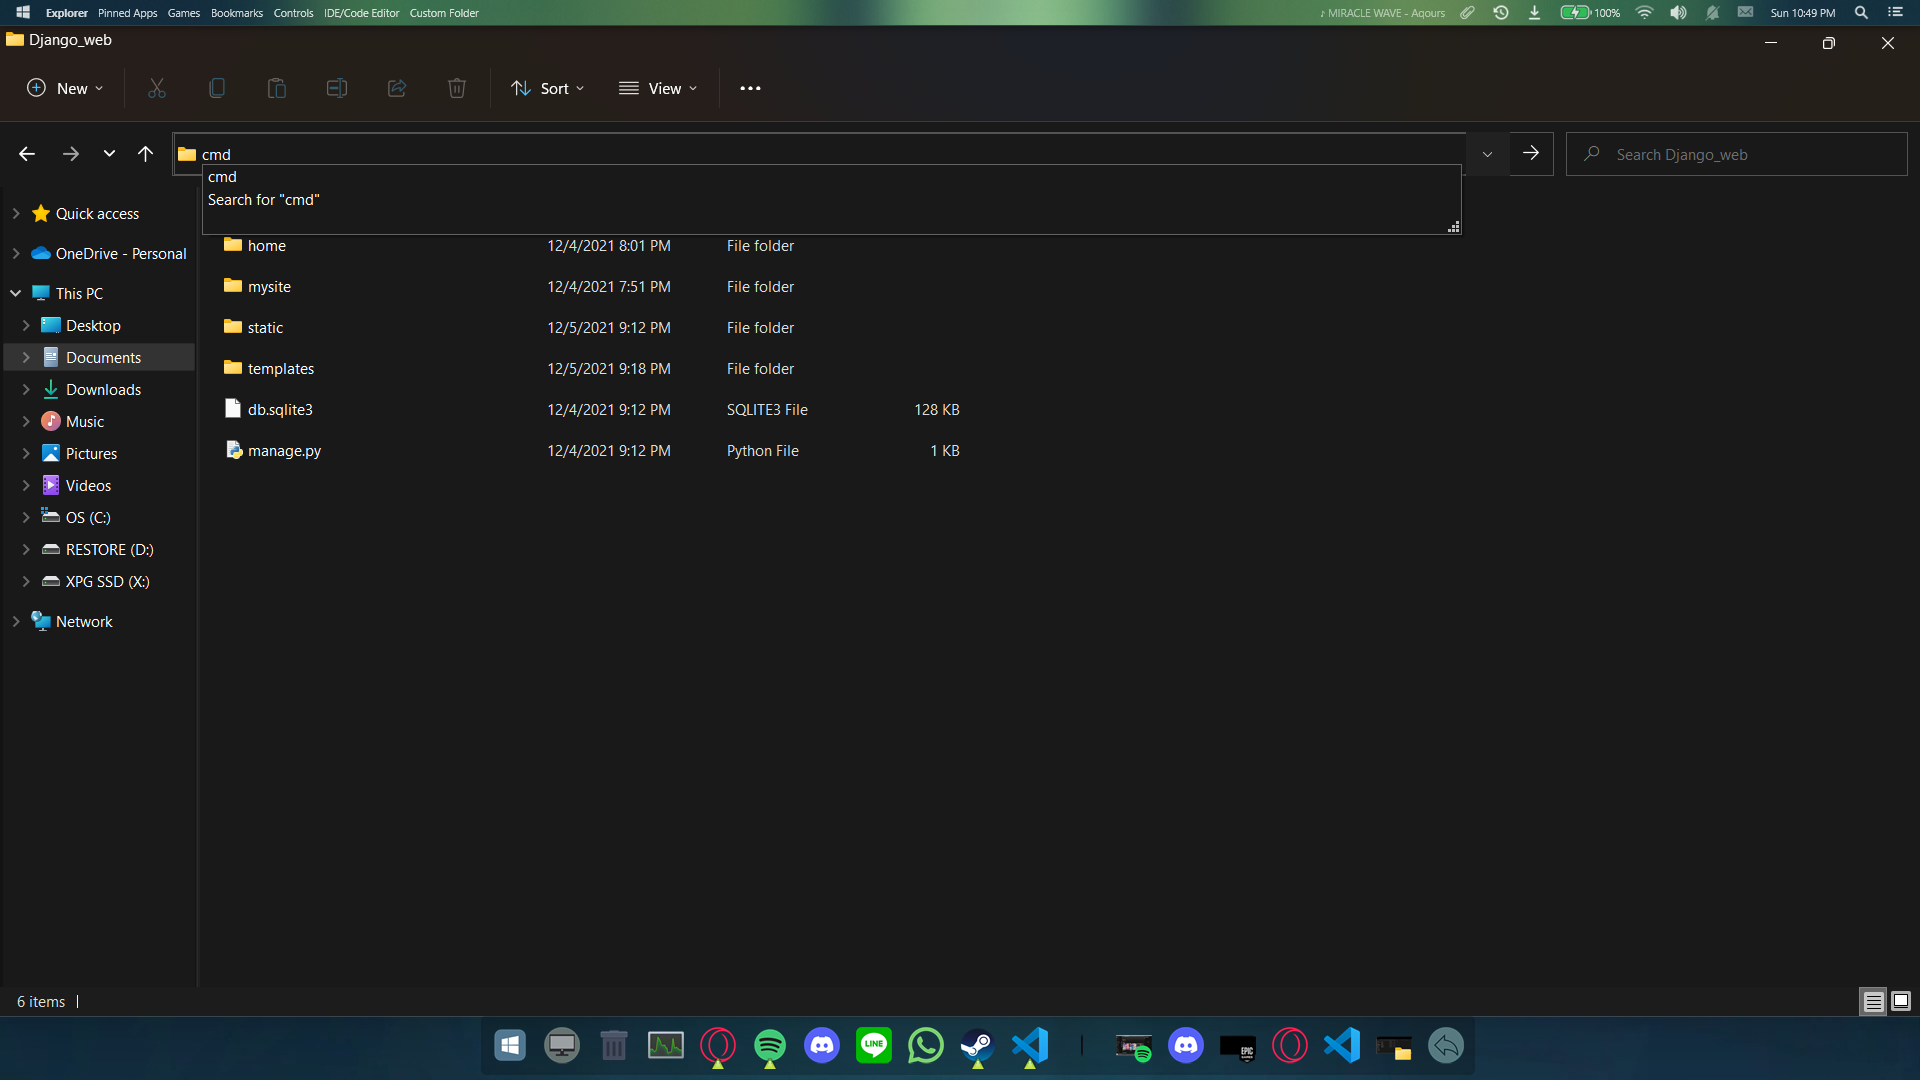 Explorer Pinned Apps Games Bookmarks Controls IDE/Code Editor Custom Folder ♪ MIRACLE WAVE - Aqours 100% Sun 10:49 PM
Django_web
New Sort View
cmd Search Django_web
cmd
Search for "cmd"
Quick access
OneDrive - Personal
This PC
Desktop
Documents
Downloads
Music
Pictures
Videos
OS (C:)
RESTORE (D:)
XPG SSD (X:)
Network
home 12/4/2021 8:01 PM File folder
mysite 12/4/2021 7:51 PM File folder
static 12/5/2021 9:12 PM File folder
templates 12/5/2021 9:18 PM File folder
db.sqlite3 12/4/2021 9:12 PM SQLITE3 File 128 KB
manage.py 12/4/2021 9:12 PM Python File 1 KB
6 items
LINE
EPIC